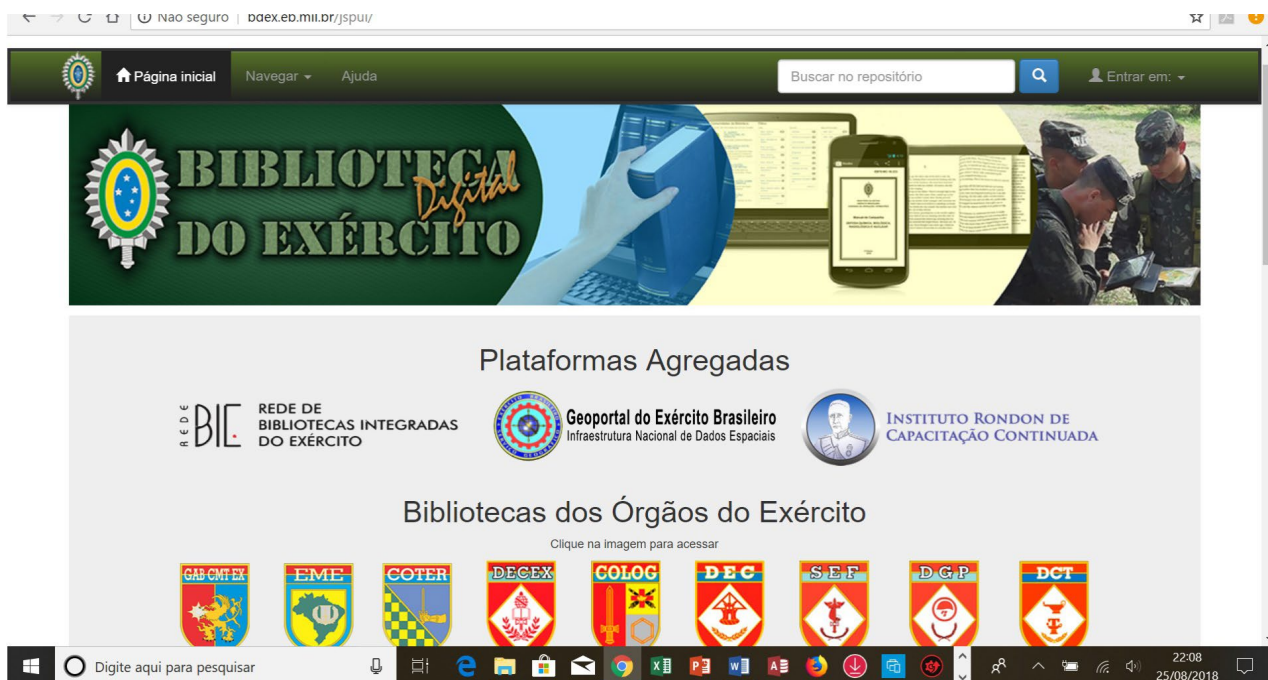 Não seguro | bdex.eb.mil.br/jspui/
Página inicial
Navegar
Ajuda
Buscar no repositório
Entrar em:
BIBLIOTECA
Digital
DO EXÉRCITO
Plataformas Agregadas
REDE
BIE.
REDE DE
BIBLIOTECAS INTEGRADAS
DO EXÉRCITO
Geoportal do Exército Brasileiro
Infraestrutura Nacional de Dados Espaciais
INSTITUTO RONDON DE
CAPACITAÇÃO CONTINUADA
Bibliotecas dos Órgãos do Exército
Clique na imagem para acessar
GAB CMT EX
EME
COTER
DECEX
COLOG
DEC
SEF
DGP
DCT
Digite aqui para pesquisar
22:08
25/08/2018